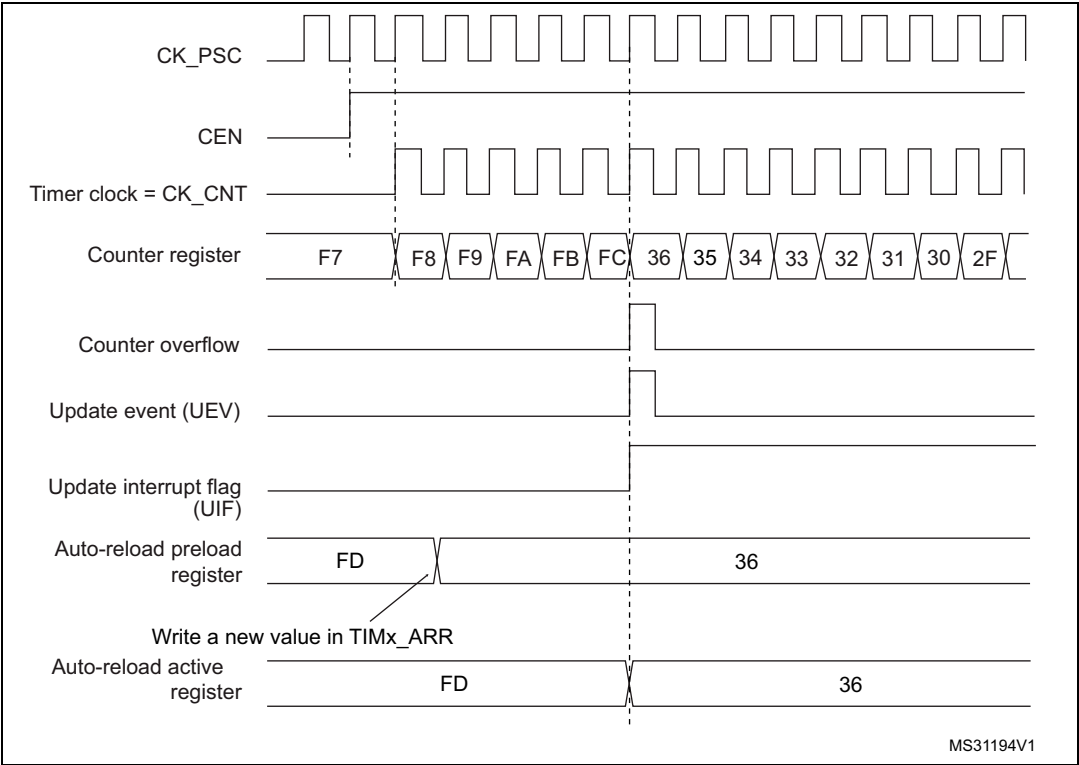 CK_PSC
CEN
Timer clock = CK_CNT
Counter register F7 F8 F9 FA FB FC 36 35 34 33 32 31 30 2F
Counter overflow
Update event (UEV)
Update interrupt flag
(UIF)
Auto-reload preload
register
FD 36
Write a new value in TIMx_ARR
Auto-reload active
register
FD 36
MS31194V1